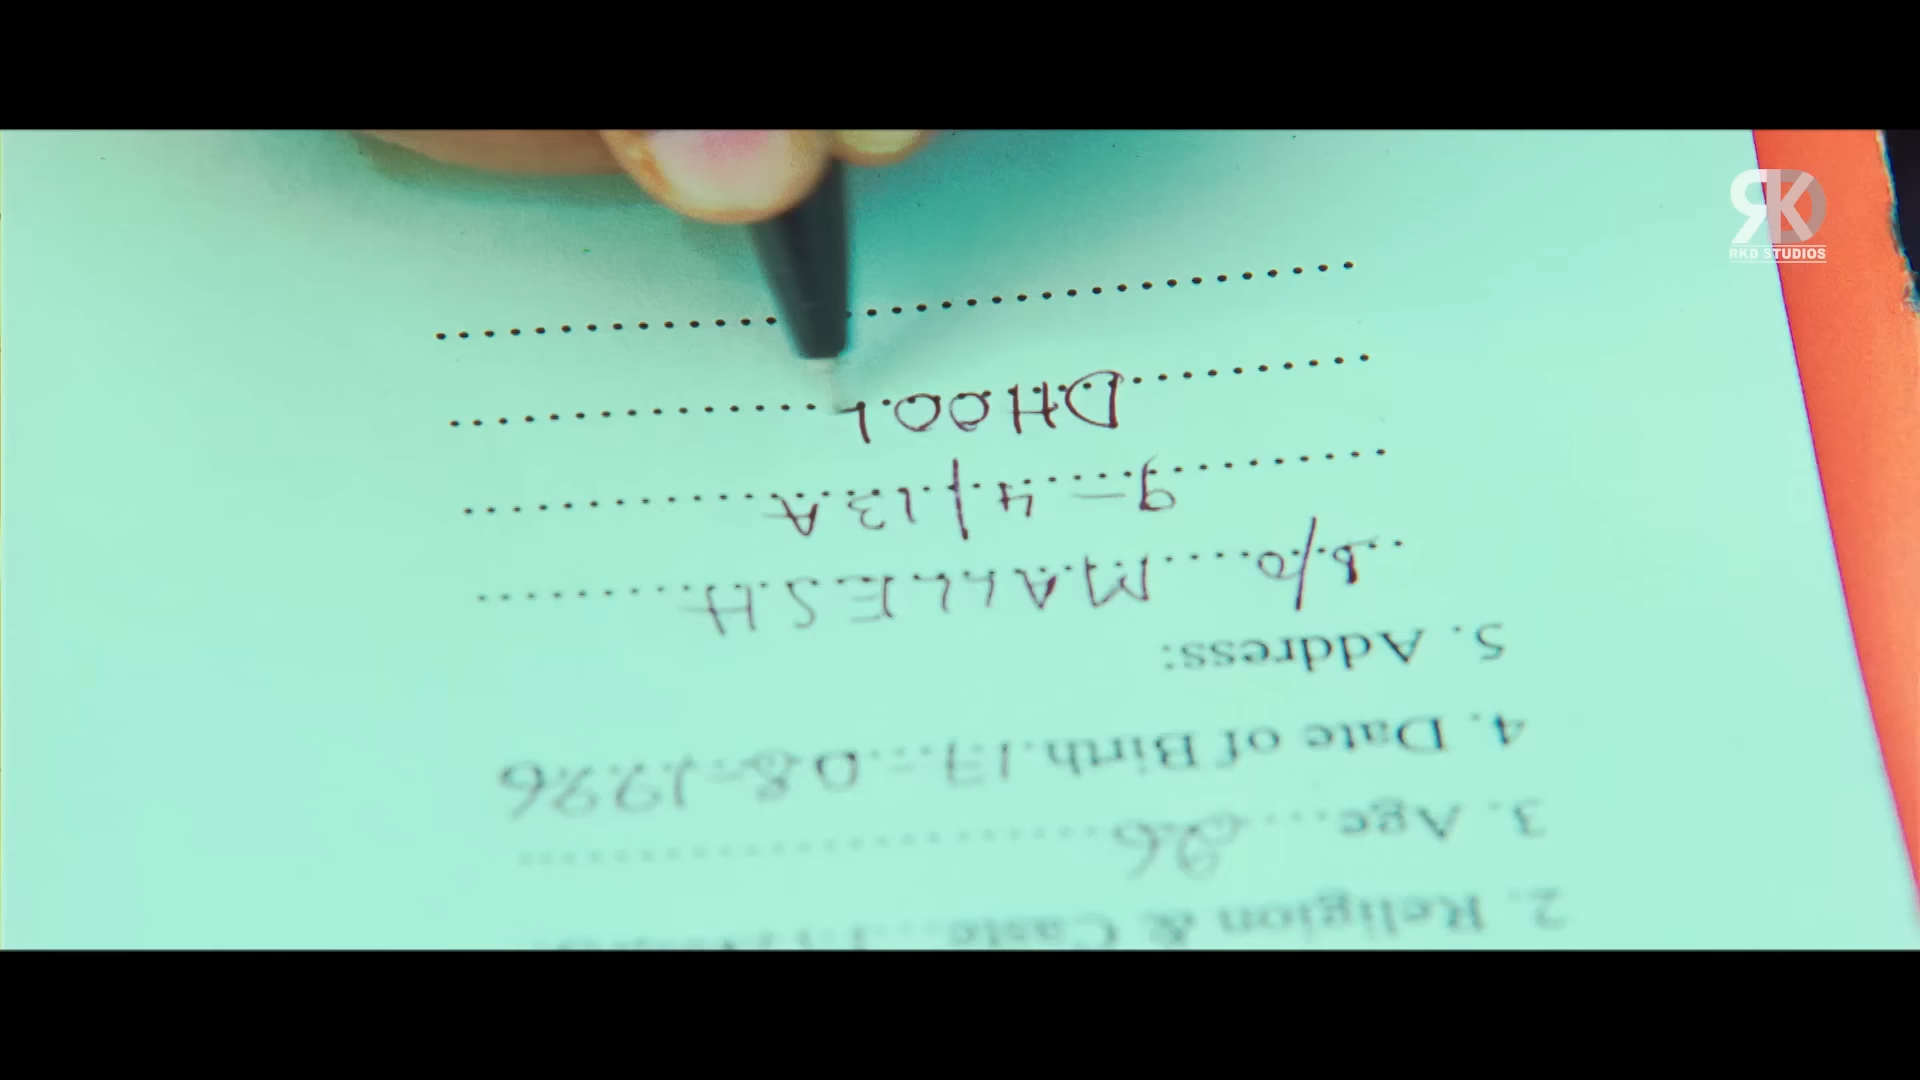 RKD STUDIOS
2. Religion & Caste
3. Age 26
4. Date of Birth 17-08-1996
5. Address:
S/o MALLESH
9-4/13A
DHOOL